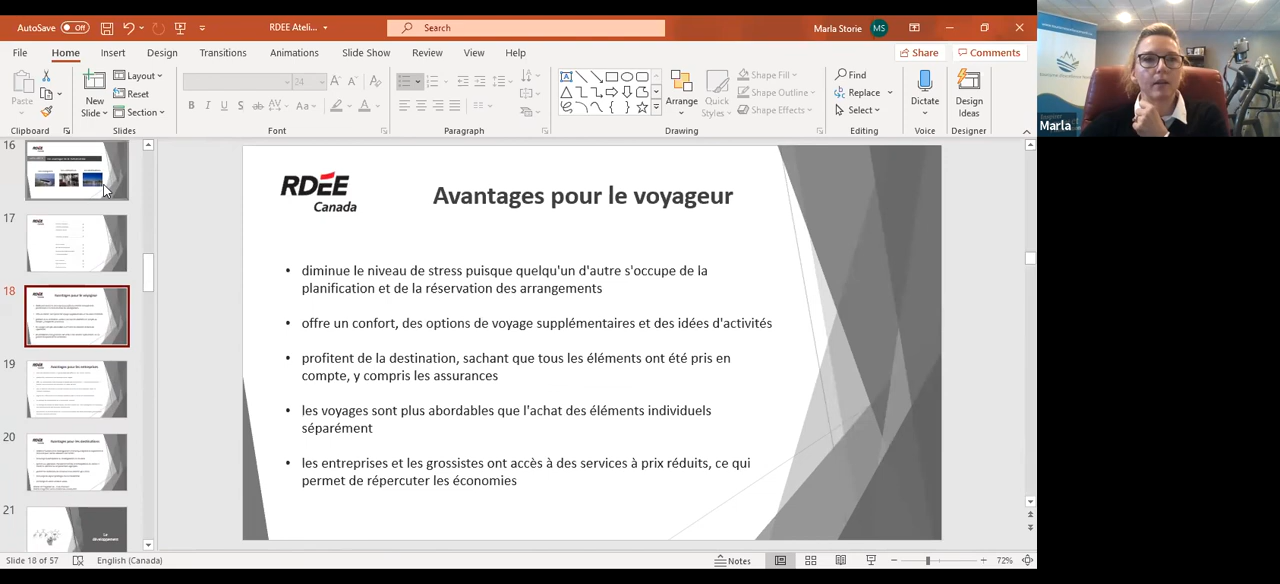 AutoSave Off RDEE Ateli... Search Marla Storie MS
File Home Insert Design Transitions Animations Slide Show Review View Help Share Comments
Paste New Slide Layout Reset Section 24 B I U S ab AV Aa A Arrange Quick Styles Shape Fill Shape Outline Shape Effects Find Replace Select Dictate Design Ideas
Clipboard Slides Font Paragraph Drawing Editing Voice Designer
Marla
16
17
18
19
20
21
RDÉE
Canada
Avantages pour le voyageur
• diminue le niveau de stress puisque quelqu'un d'autre s'occupe de la
planification et de la réservation des arrangements
• offre un confort, des options de voyage supplémentaires et des idées d'activités
• profitent de la destination, sachant que tous les éléments ont été pris en
compte, y compris les assurances
• les voyages sont plus abordables que l'achat des éléments individuels
séparément
• les entreprises et les grossistes ont accès à des services à prix réduits, ce qui
permet de répercuter les économies
Slide 18 of 57 English (Canada) Notes 72%